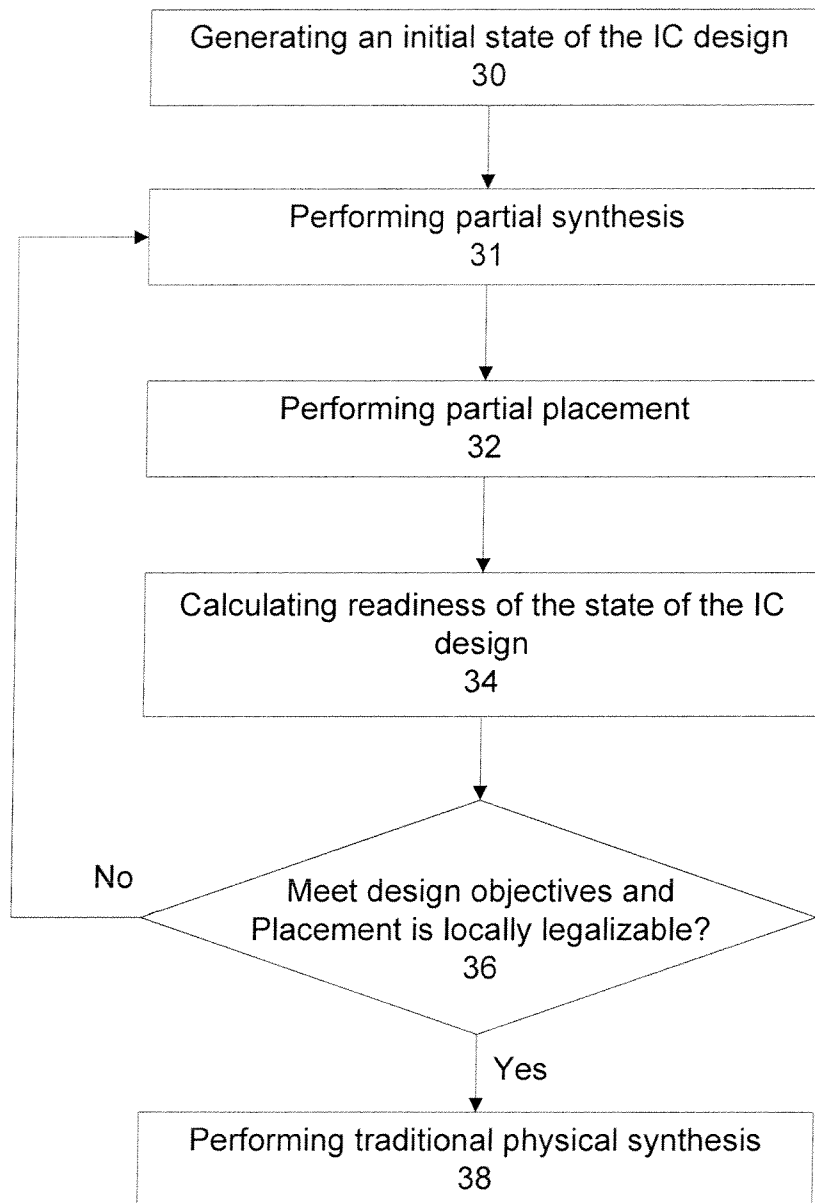 Generating an initial state of the IC design
30
Performing partial synthesis
31
Performing partial placement
32
Calculating readiness of the state of the IC
design
34
No
Meet design objectives and
Placement is locally legalizable?
36
Yes
Performing traditional physical synthesis
38